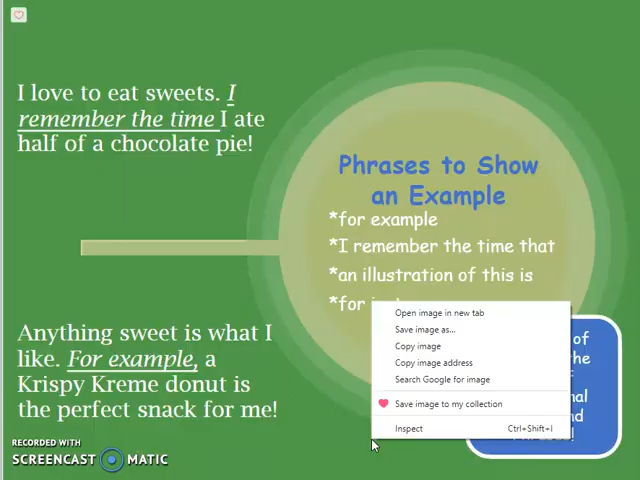 I love to eat sweets. I
remember the time I ate
half of a chocolate pie!
Phrases to Show
an Example
*for example
*I remember the time that
*an illustration of this is
*for
Open image in new tab
Save image as...
Copy image
Copy image address
Search Google for image
Save image to my collection
Inspect Ctrl+Shift+I
of
the
Anything sweet is what I
like. For example, a
Krispy Kreme donut is
the perfect snack for me!
RECORDED WITH
SCREENCAST MATIC